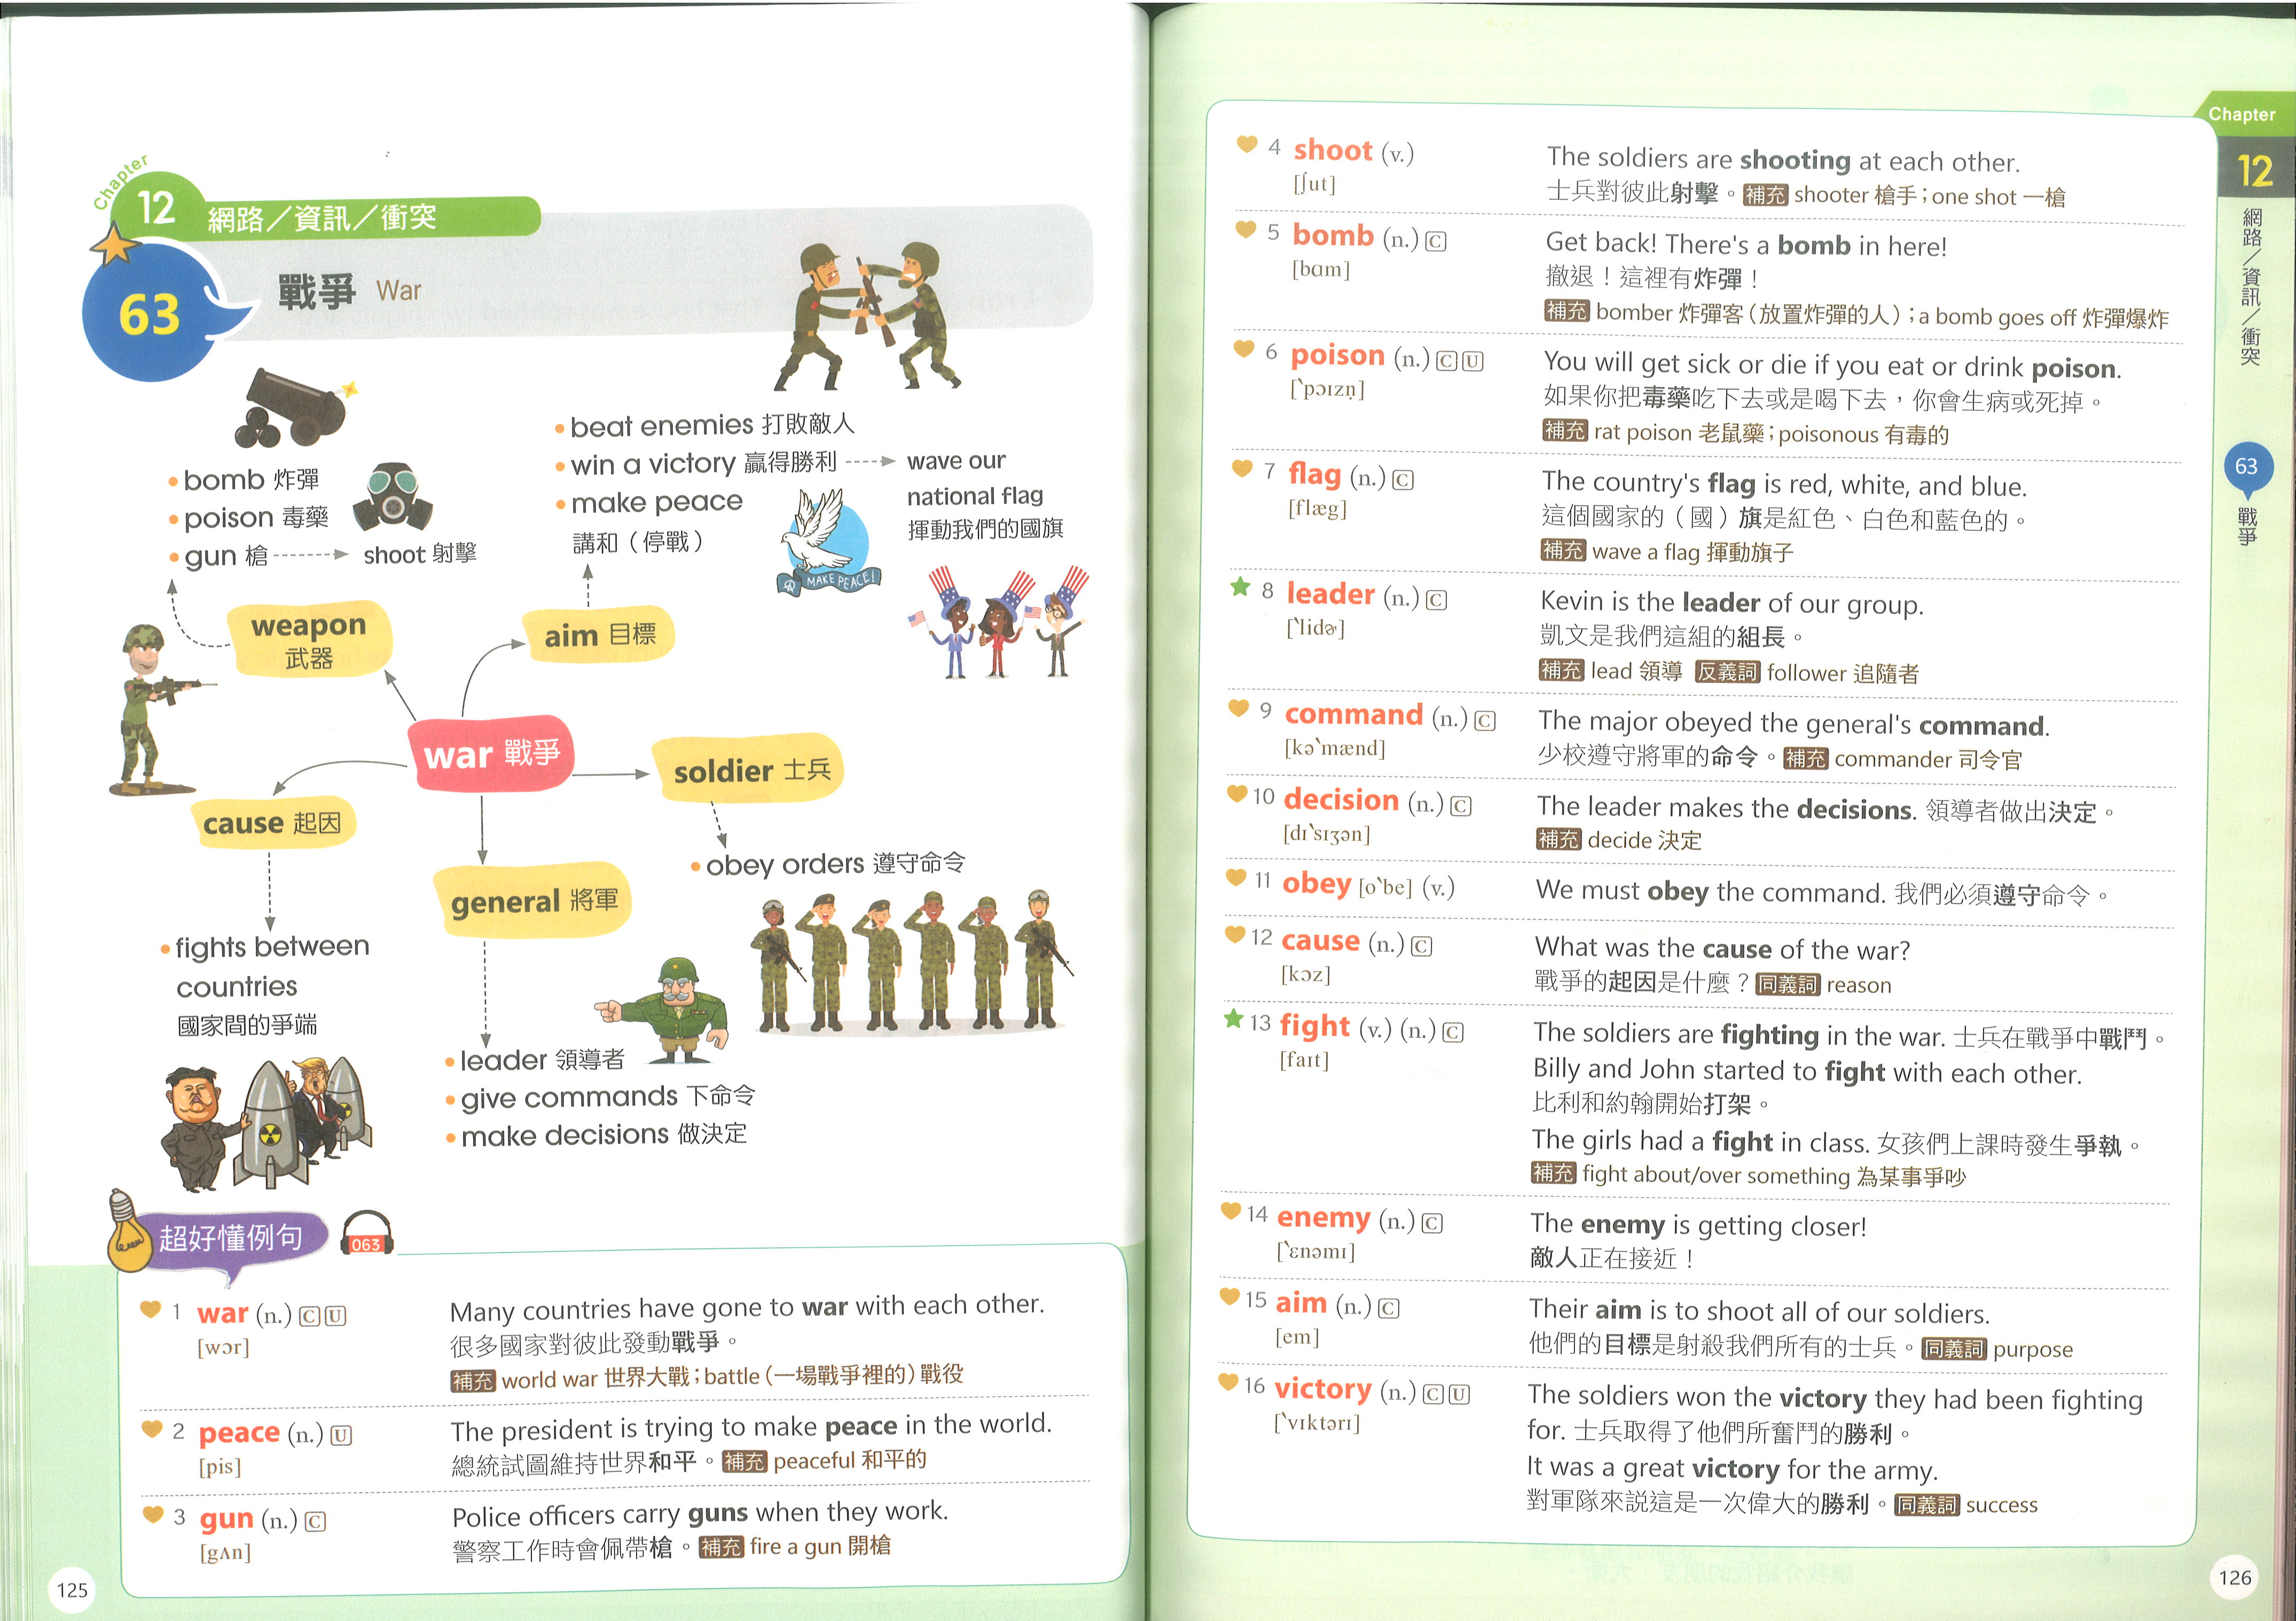 Chapter
12
網路／資訊／衝突
63
戰爭 War
bomb 炸彈
poison 毒藥
gun 槍
shoot 射擊
beat enemies 打敗敵人
win a victory 贏得勝利
make peace
講和（停戰）
wave our
national flag
揮動我們的國旗
MAKE PEACE!
weapon
武器
aim 目標
war 戰爭
soldier 士兵
cause 起因
general 將軍
obey orders 遵守命令
fights between
countries
國家間的爭端
leader 領導者
give commands 下命令
make decisions 做決定
超好懂例句
063
1 war (n.) C U
[wɔr]
Many countries have gone to war with each other.
很多國家對彼此發動戰爭。
補充 world war 世界大戰；battle（一場戰爭裡的）戰役
2 peace (n.) U
[pis]
The president is trying to make peace in the world.
總統試圖維持世界和平。補充 peaceful 和平的
3 gun (n.) C
[gʌn]
Police officers carry guns when they work.
警察工作時會佩帶槍。補充 fire a gun 開槍
125
4 shoot (v.)
[ʃut]
The soldiers are shooting at each other.
士兵對彼此射擊。補充 shooter 槍手；one shot 一槍
5 bomb (n.) C
[bɑm]
Get back! There's a bomb in here!
撤退！這裡有炸彈！
補充 bomber 炸彈客（放置炸彈的人）；a bomb goes off 炸彈爆炸
6 poison (n.) C U
[ˋpɔɪzn̩]
You will get sick or die if you eat or drink poison.
如果你把毒藥吃下去或是喝下去，你會生病或死掉。
補充 rat poison 老鼠藥；poisonous 有毒的
7 flag (n.) C
[flæg]
The country's flag is red, white, and blue.
這個國家的（國）旗是紅色、白色和藍色的。
補充 wave a flag 揮動旗子
8 leader (n.) C
[ˋlidɚ]
Kevin is the leader of our group.
凱文是我們這組的組長。
補充 lead 領導 反義詞 follower 追隨者
9 command (n.) C
[kəˋmænd]
The major obeyed the general's command.
少校遵守將軍的命令。補充 commander 司令官
10 decision (n.) C
[dɪˋsɪʒən]
The leader makes the decisions. 領導者做出決定。
補充 decide 決定
11 obey [oˋbe] (v.)
We must obey the command. 我們必須遵守命令。
12 cause (n.) C
[kɔz]
What was the cause of the war?
戰爭的起因是什麼？同義詞 reason
13 fight (v.) (n.) C
[faɪt]
The soldiers are fighting in the war. 士兵在戰爭中戰鬥。
Billy and John started to fight with each other.
比利和約翰開始打架。
The girls had a fight in class. 女孩們上課時發生爭執。
補充 fight about/over something 為某事爭吵
14 enemy (n.) C
[ˋɛnəmɪ]
The enemy is getting closer!
敵人正在接近！
15 aim (n.) C
[em]
Their aim is to shoot all of our soldiers.
他們的目標是射殺我們所有的士兵。同義詞 purpose
16 victory (n.) C U
[ˋvɪktərɪ]
The soldiers won the victory they had been fighting
for. 士兵取得了他們所奮鬥的勝利。
It was a great victory for the army.
對軍隊來說這是一次偉大的勝利。同義詞 success
Chapter
12
網路／資訊／衝突
63
戰爭
126